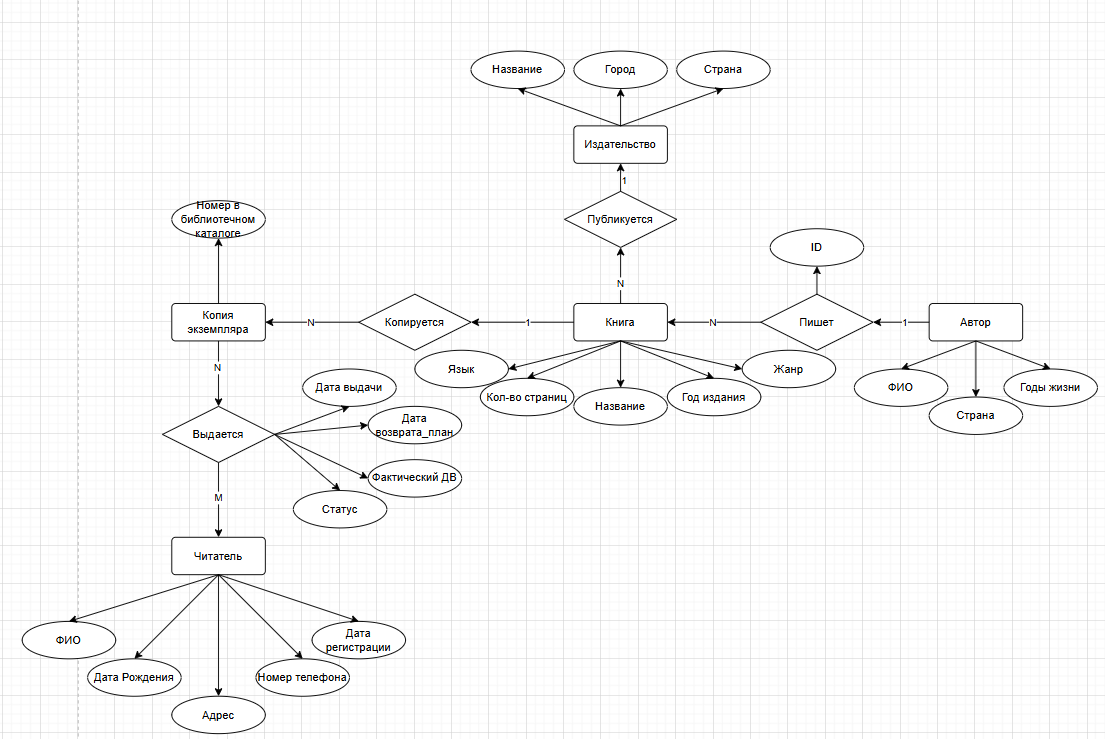 Название
Город
Страна
Издательство
1
Публикуется
N
Номер в
библиотечном
каталоге
ID
Копия
экземпляра
N
Копируется
1
Книга
N
Пишет
1
Автор
N
Язык
Кол-во страниц
Название
Год издания
Жанр
ФИО
Страна
Годы жизни
Дата выдачи
Дата
возврата_план
Выдается
Фактический ДВ
Статус
M
Читатель
ФИО
Дата Рождения
Адрес
Номер телефона
Дата
регистрации